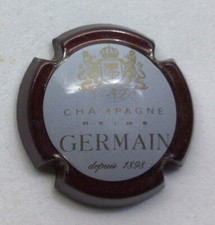 CHAMPAGNE
REIMS
GERMAIN
depuis 1898